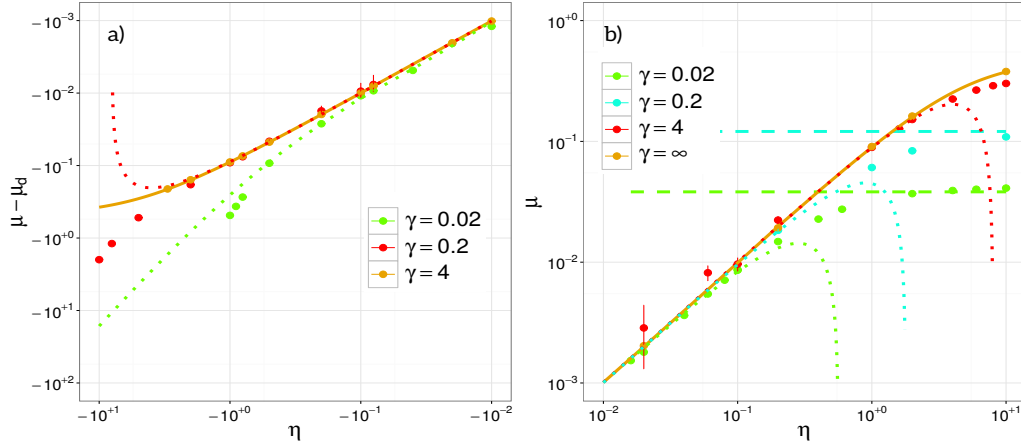 a)
−10⁻³
−10⁻²
−10⁻¹
−10⁺⁰
−10⁺¹
−10⁺²
μ − μd
γ = 0.02
γ = 0.2
γ = 4
−10⁺¹ −10⁺⁰ −10⁻¹ −10⁻²
η
b)
10⁺⁰
10⁻¹
10⁻²
10⁻³
μ
γ = 0.02
γ = 0.2
γ = 4
γ = ∞
10⁻² 10⁻¹ 10⁺⁰ 10⁺¹
η